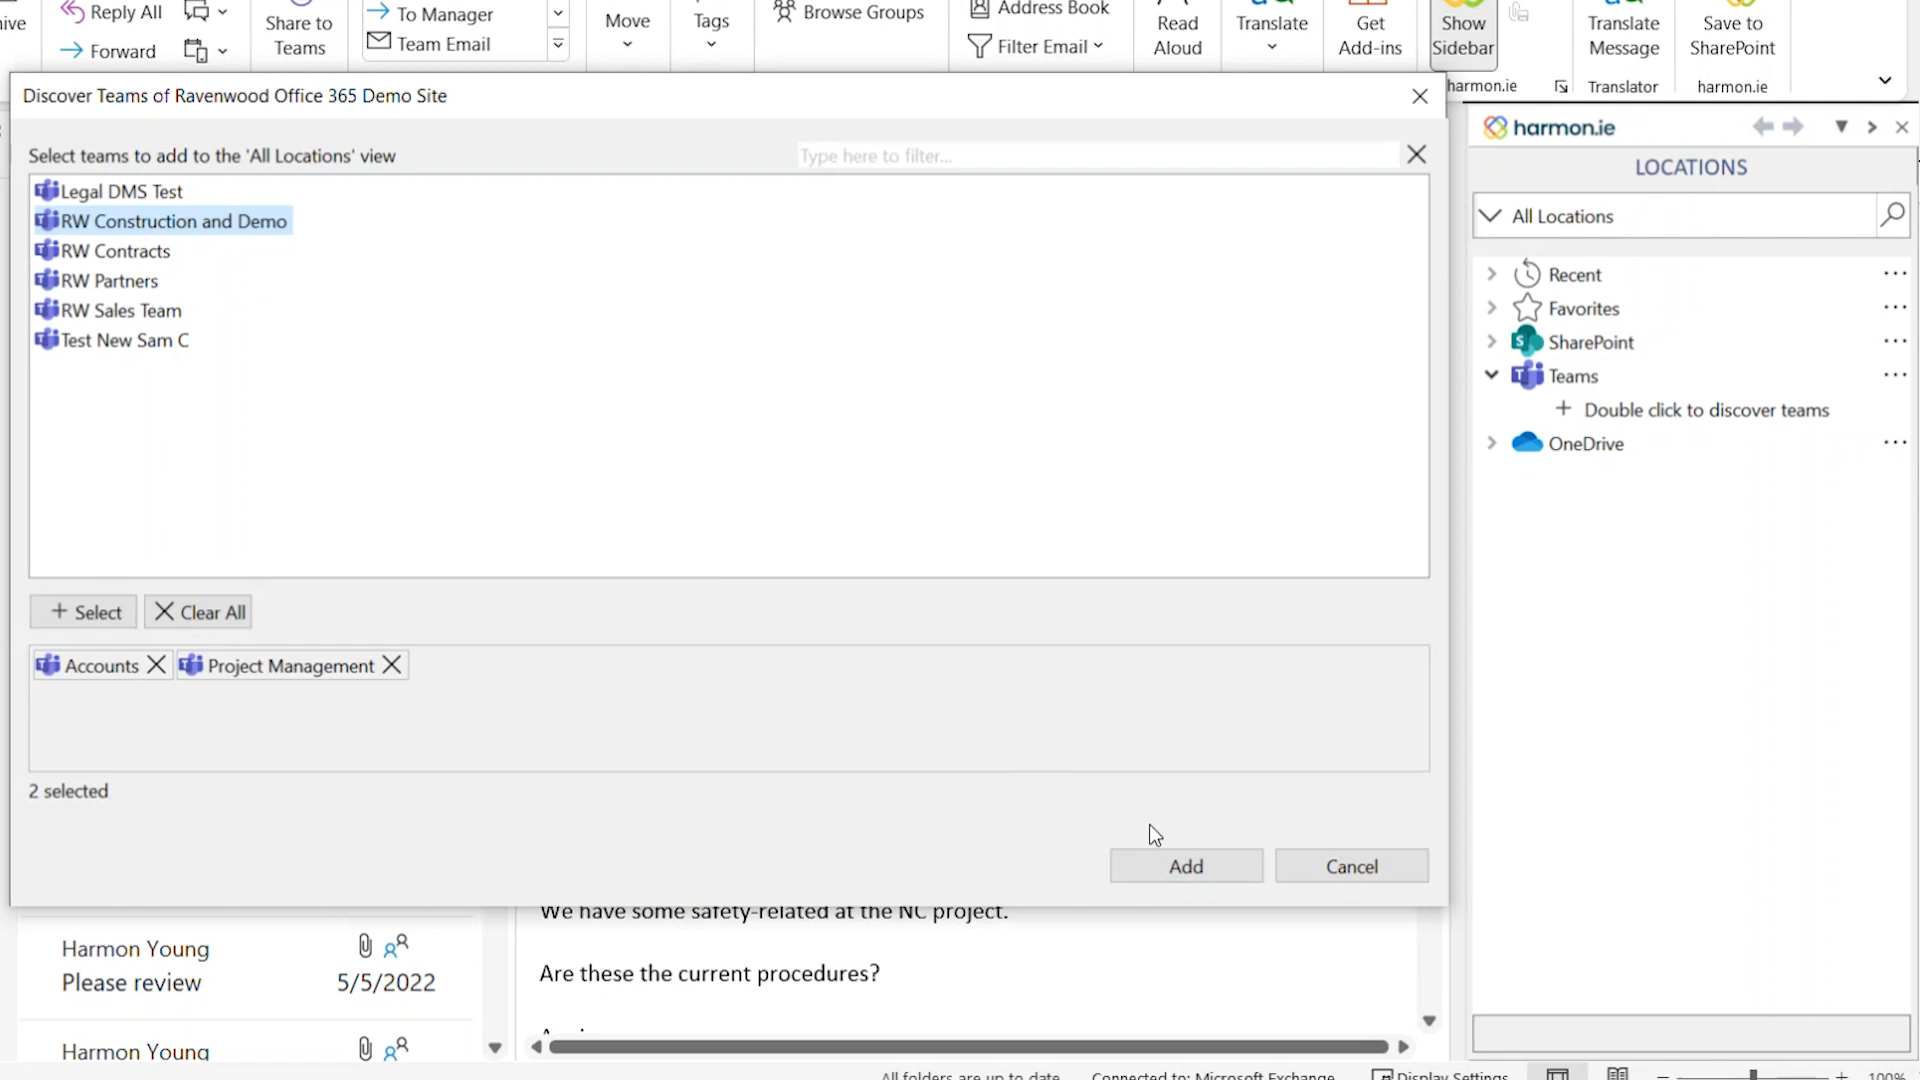 Reply All
Forward
Share to
Teams
To Manager
Team Email
Move
Tags
Browse Groups
Address Book
Filter Email
Read
Aloud
Translate
Get
Add-ins
Show
Sidebar
harmon.ie
Translate
Message
Translator
Save to
SharePoint
harmon.ie
Discover Teams of Ravenwood Office 365 Demo Site
Select teams to add to the 'All Locations' view
Type here to filter...
Legal DMS Test
RW Construction and Demo
RW Contracts
RW Partners
RW Sales Team
Test New Sam C
+ Select
Clear All
Accounts
Project Management
2 selected
Add
Cancel
harmon.ie
LOCATIONS
All Locations
Recent
Favorites
SharePoint
Teams
+ Double click to discover teams
OneDrive
We have some safety-related at the NC project.
Are these the current procedures?
Harmon Young
Please review
5/5/2022
Harmon Young
All folders are up to date.
Connected to: Microsoft Exchange
Display Settings
100%